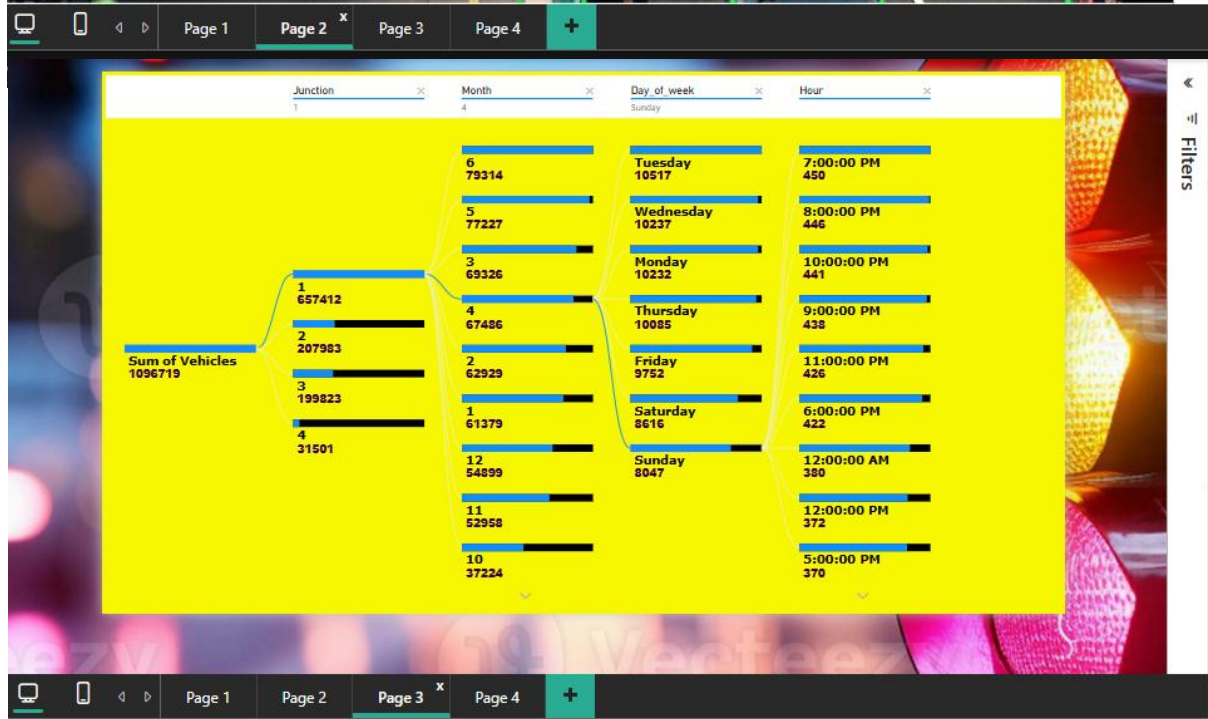 Page 1
Page 2
x
Page 3
Page 4
+
Junction
1
Month
4
Day_of_week
Sunday
Hour
Filters
Sum of Vehicles
1096719
1
657412
2
207983
3
199823
4
31501
6
79314
5
77227
3
69326
4
67486
2
62929
1
61379
12
54899
11
52958
10
37224
Tuesday
10517
Wednesday
10237
Monday
10232
Thursday
10085
Friday
9752
Saturday
8616
Sunday
8047
7:00:00 PM
450
8:00:00 PM
446
10:00:00 PM
441
9:00:00 PM
438
11:00:00 PM
426
6:00:00 PM
422
12:00:00 AM
380
12:00:00 PM
372
5:00:00 PM
370
eezy
Vecteezy
Page 1
Page 2
Page 3
x
Page 4
+